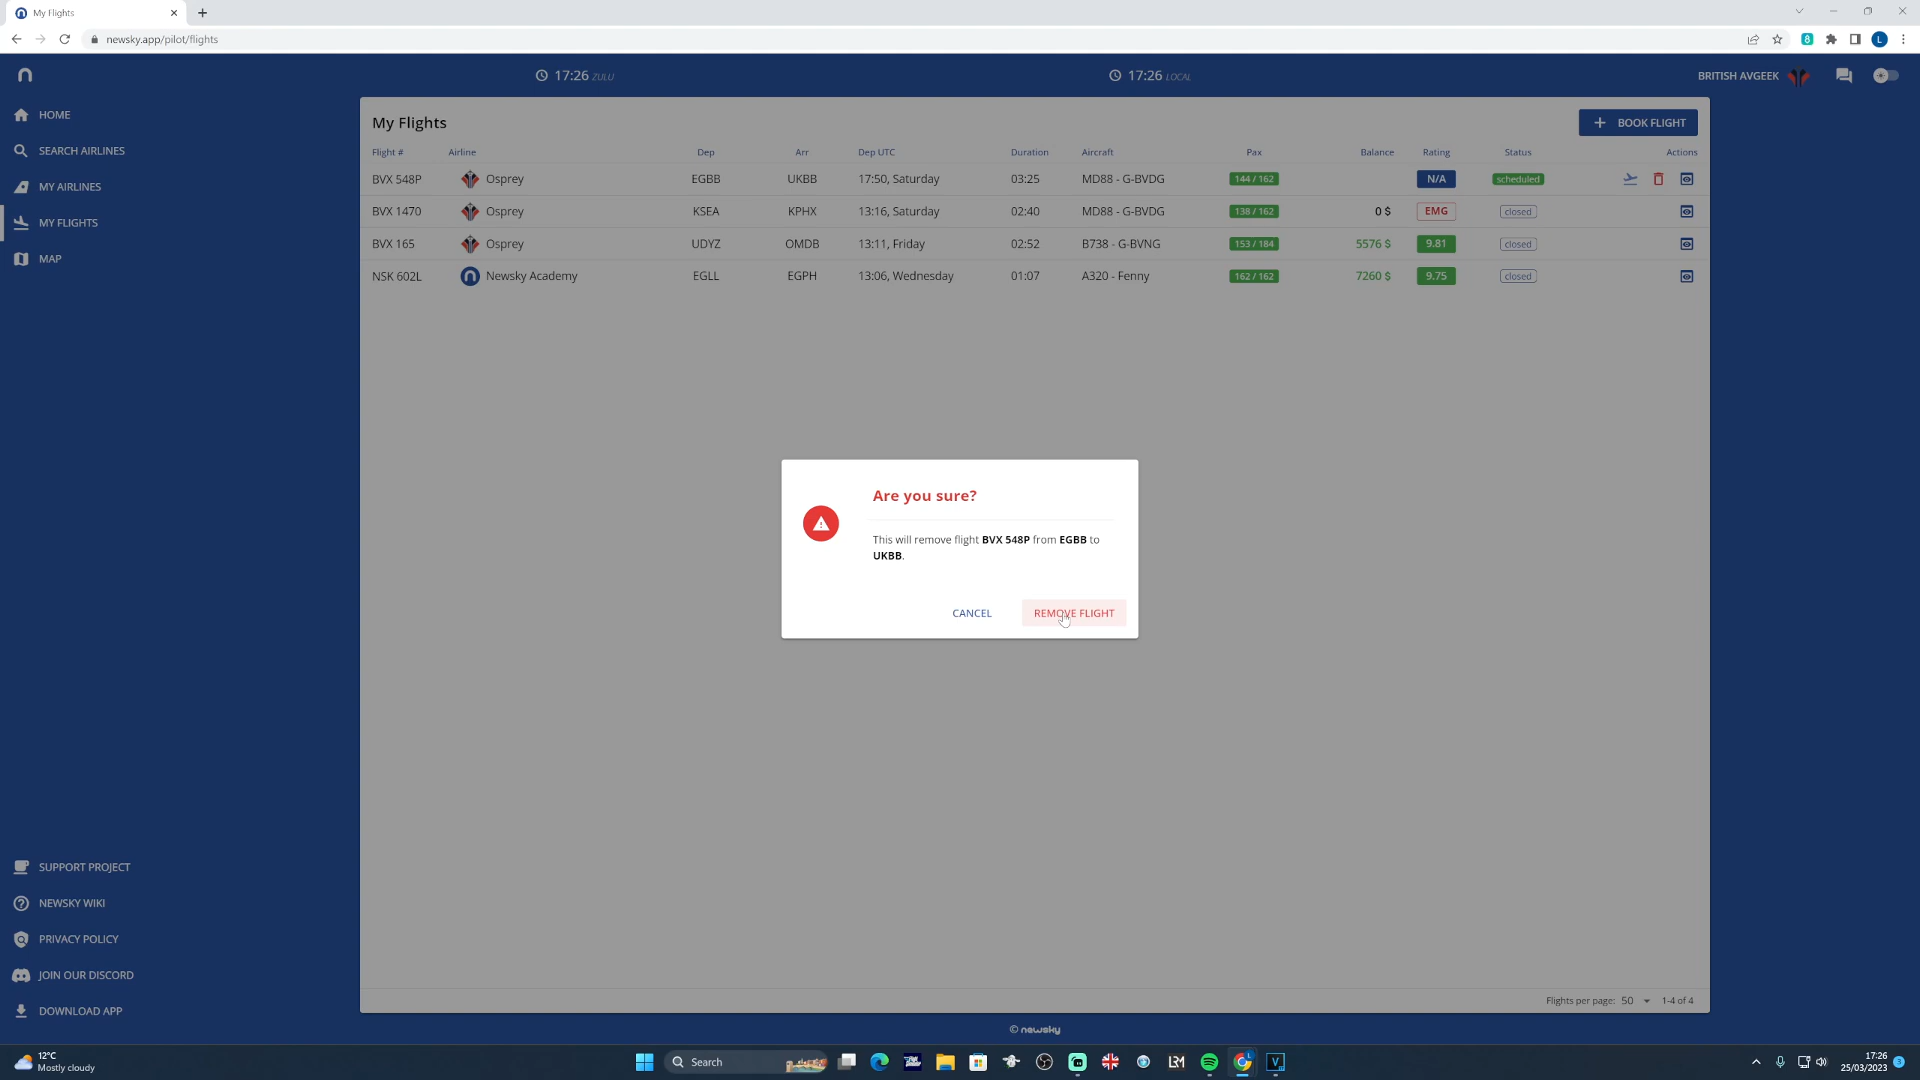 My Flights
newsky.app/pilot/flights
17:26 ZULU
17:26 LOCAL
BRITISH AVGEEK
HOME
SEARCH AIRLINES
MY AIRLINES
MY FLIGHTS
MAP
My Flights
BOOK FLIGHT
Flight # Airline Dep Arr Dep UTC Duration Aircraft Pax Balance Rating Status Actions
BVX 548P Osprey EGBB UKBB 17:50, Saturday 03:25 MD88 - G-BVDG 144 / 162 N/A scheduled
BVX 1470 Osprey KSEA KPHX 13:16, Saturday 02:40 MD88 - G-BVDG 138 / 162 0 $ EMG closed
BVX 165 Osprey UDYZ OMDB 13:11, Friday 02:52 B738 - G-BVNG 153 / 184 5576 $ 9.81 closed
NSK 602L Newsky Academy EGLL EGPH 13:06, Wednesday 01:07 A320 - Fenny 162 / 162 7260 $ 9.75 closed
Are you sure?
This will remove flight BVX 548P from EGBB to
UKBB.
CANCEL
REMOVE FLIGHT
SUPPORT PROJECT
NEWSKY WIKI
PRIVACY POLICY
JOIN OUR DISCORD
DOWNLOAD APP
Flights per page: 50 1-4 of 4
© newsky
12°C
Mostly cloudy
Search
17:26
25/03/2023
3